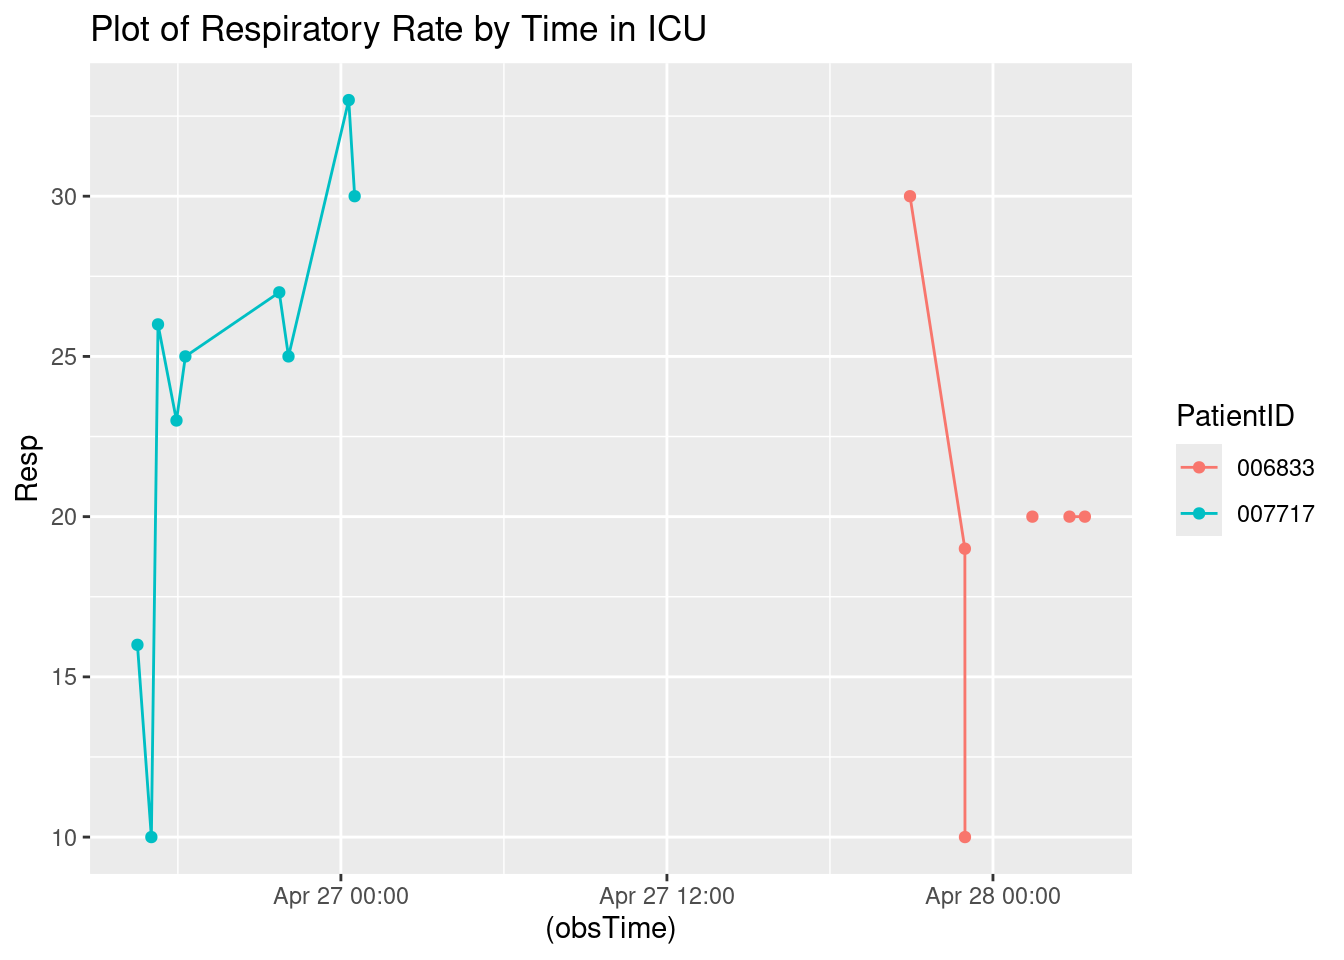 Plot of Respiratory Rate by Time in ICU
Resp
30
25
20
15
10
Apr 27 00:00
Apr 27 12:00
Apr 28 00:00
(obsTime)
PatientID
006833
007717